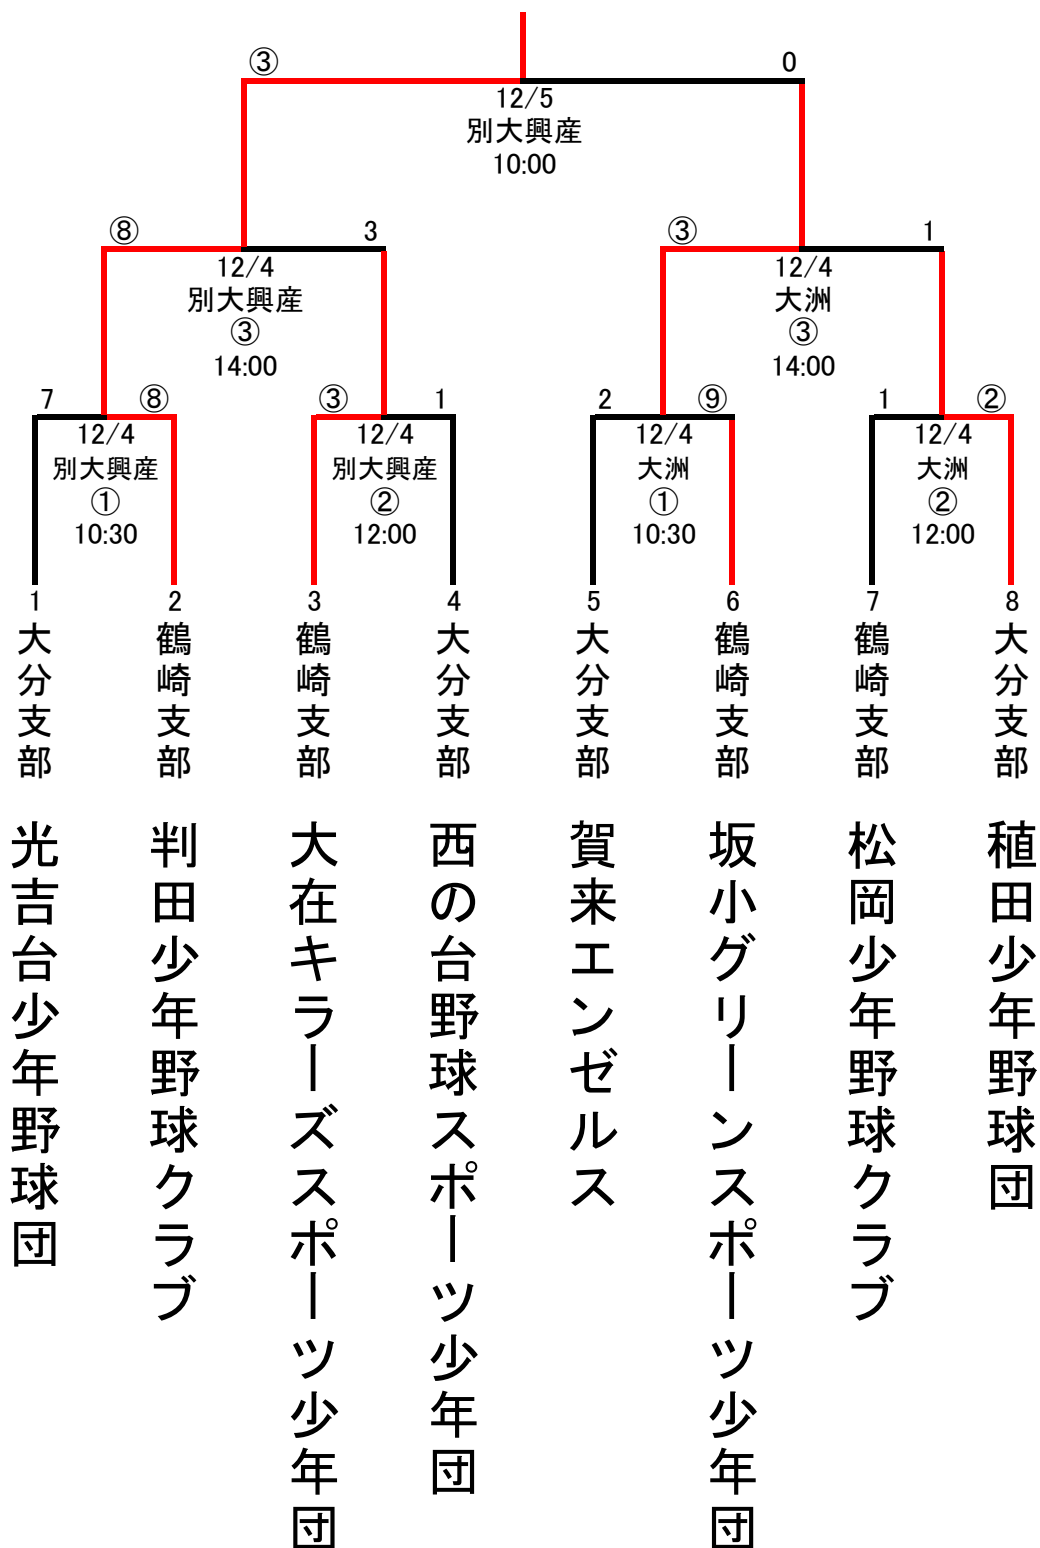 ③ 0
12/5
別大興産
10:00
⑧ 3
12/4
別大興産
③
14:00
③ 1
12/4
大洲
③
14:00
7 ⑧
12/4
別大興産
①
10:30
③ 1
12/4
別大興産
②
12:00
2 ⑨
12/4
大洲
①
10:30
1 ②
12/4
大洲
②
12:00
1
大分支部
光吉台少年野球団
2
鶴崎支部
判田少年野球クラブ
3
鶴崎支部
大在キラーズスポーツ少年団
4
大分支部
西の台野球スポーツ少年団
5
大分支部
賀来エンゼルス
6
鶴崎支部
坂小グリーンスポーツ少年団
7
鶴崎支部
松岡少年野球クラブ
8
大分支部
稙田少年野球団